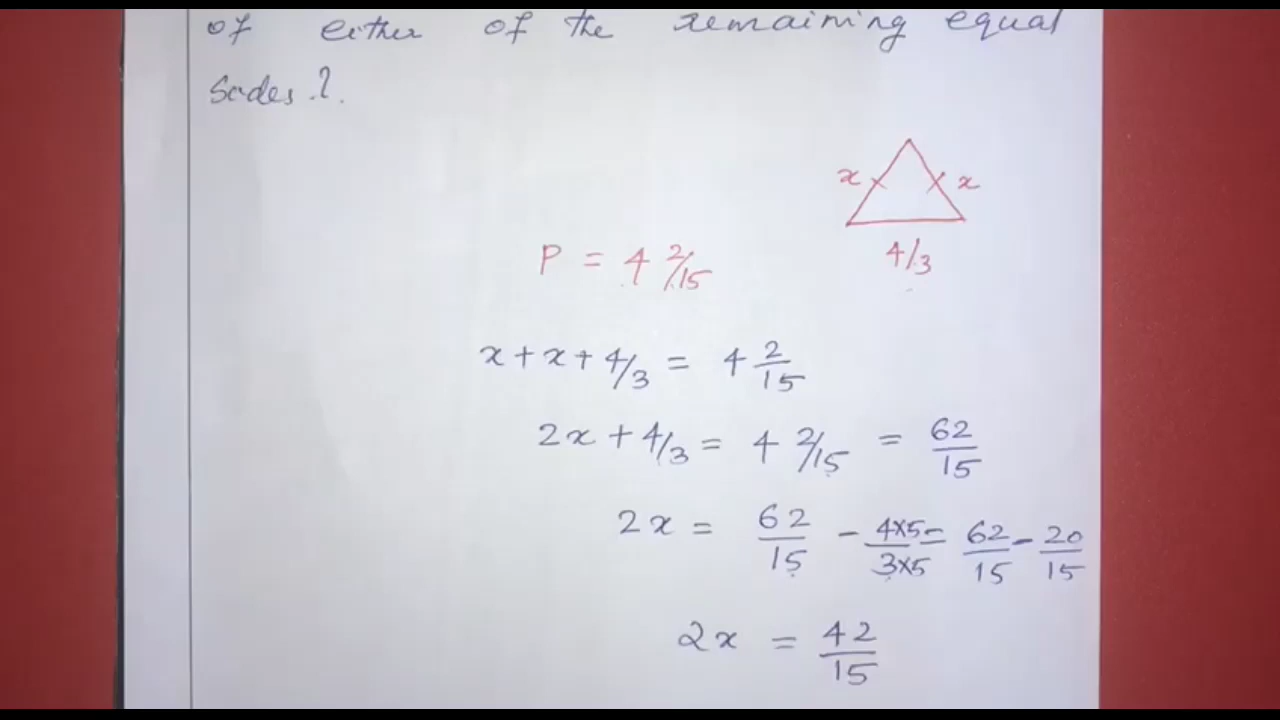 of either of the remaining equal
Sades.?.
x x
4/3
P = 4 2/15
x + x + 4/3 = 4 2/15
2x + 4/3 = 4 2/15 = 62/15
2x = 62/15 - 4×5/3×5 = 62/15 - 20/15
2x = 42/15